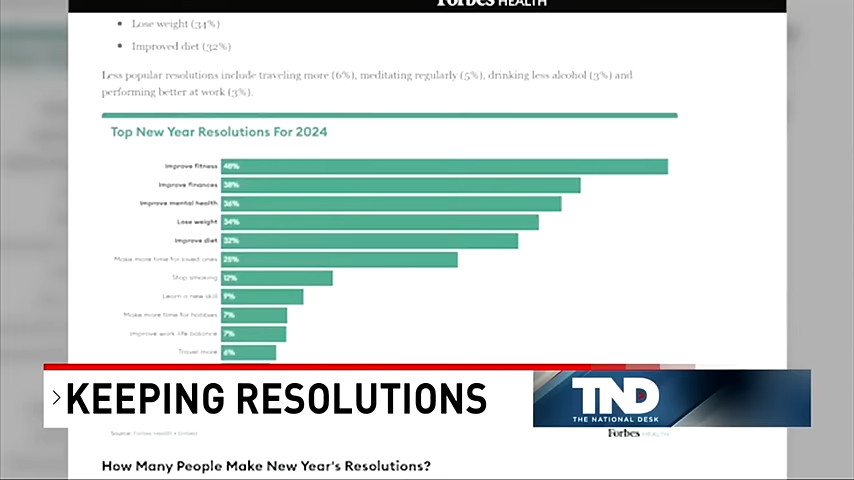 Forbes HEALTH
• Lose weight (34%)
• Improved diet (32%)
Less popular resolutions include traveling more (6%), meditating regularly (5%), drinking less alcohol (3%) and
performing better at work (3%).
Top New Year Resolutions For 2024
Improve fitness 48%
Improve finances 38%
Improve mental health 36%
Lose weight 34%
Improve diet 32%
Make more time for loved ones 25%
Stop smoking 12%
Learn a new skill 9%
Make more time for hobbies 7%
Improve work-life balance 7%
Travel more 6%
KEEPING RESOLUTIONS
TND
THE NATIONAL DESK
Source: Forbes Health •
Forbes HEALTH
How Many People Make New Year's Resolutions?